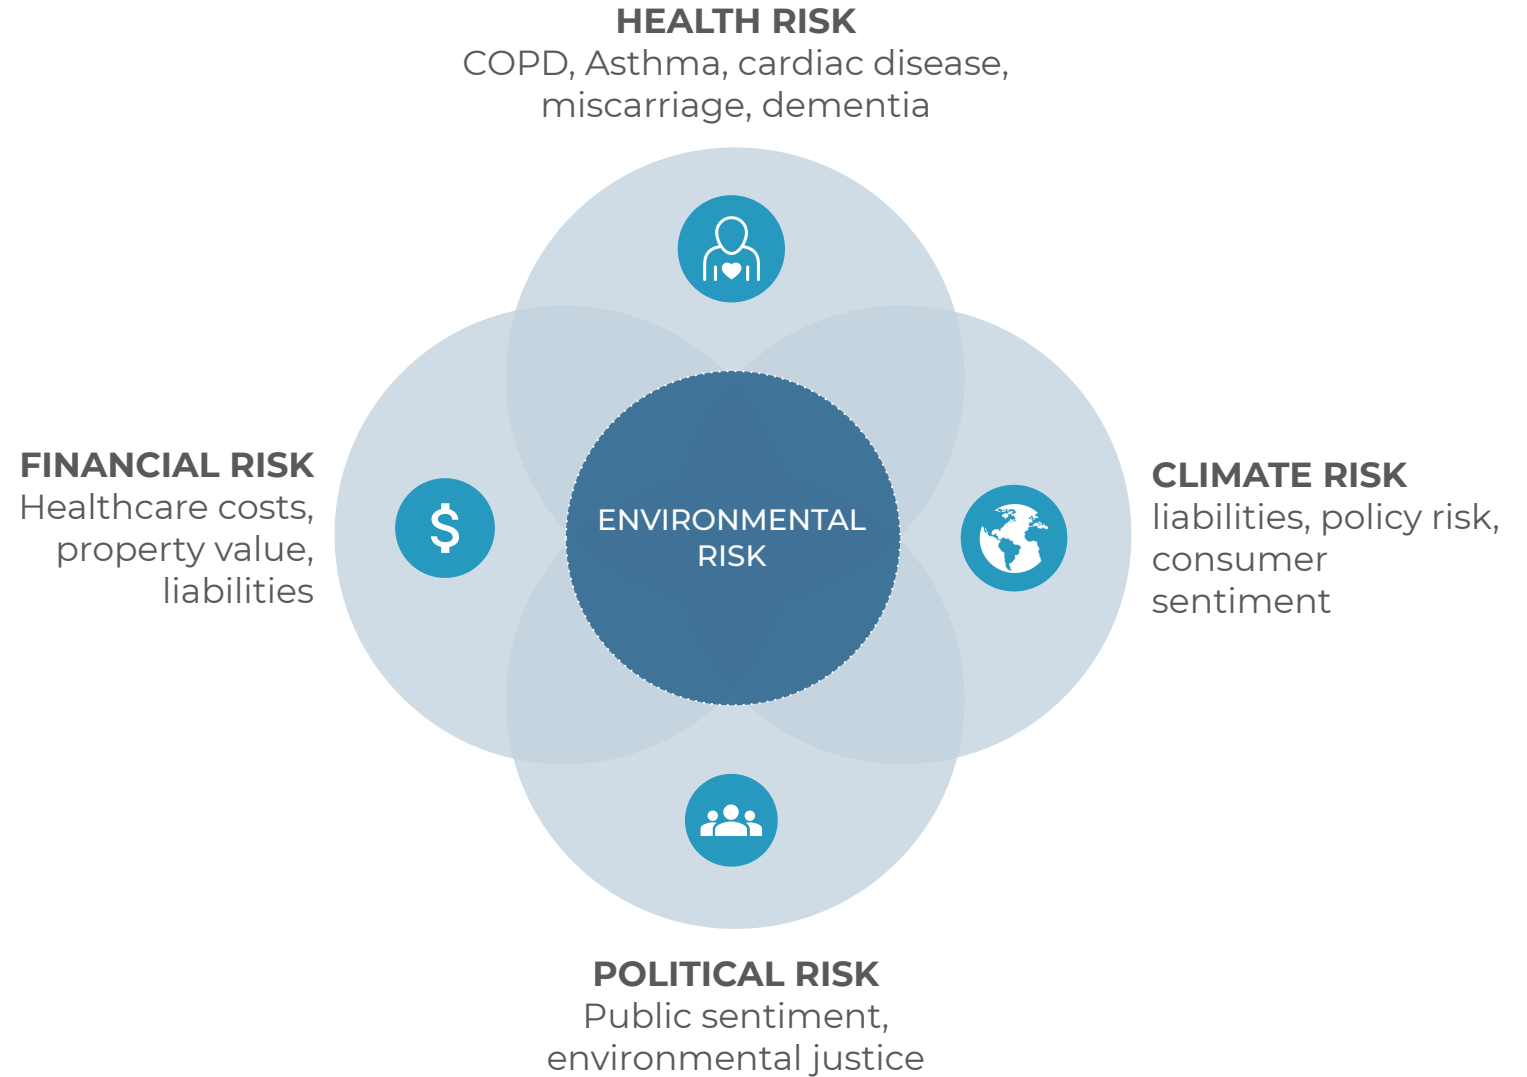 HEALTH RISK
COPD, Asthma, cardiac disease,
miscarriage, dementia
FINANCIAL RISK
Healthcare costs,
property value,
liabilities
$
ENVIRONMENTAL
RISK
CLIMATE RISK
liabilities, policy risk,
consumer
sentiment
POLITICAL RISK
Public sentiment,
environmental justice